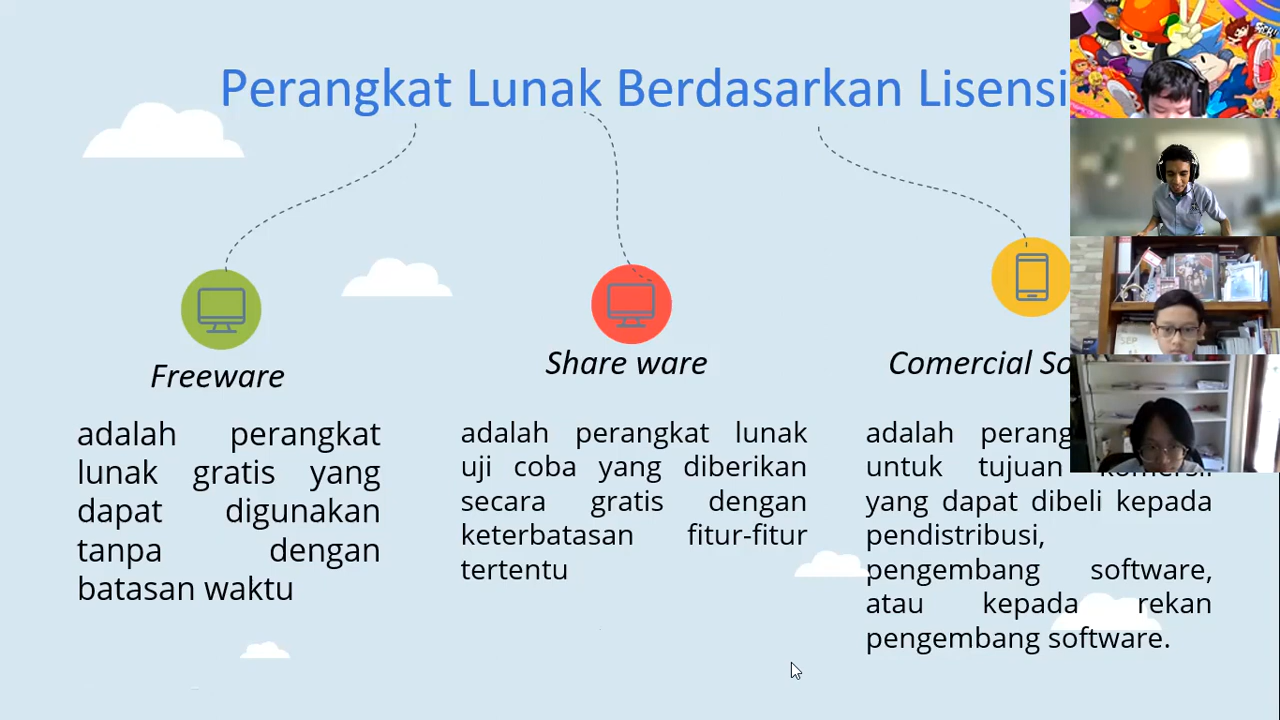 Perangkat Lunak Berdasarkan Lisensi
Freeware
adalah perangkat
lunak gratis yang
dapat digunakan
tanpa dengan
batasan waktu
Share ware
adalah perangkat lunak
uji coba yang diberikan
secara gratis dengan
keterbatasan fitur-fitur
tertentu
Comercial
adalah
untuk tujuan komersil
yang dapat dibeli kepada
pendistribusi,
pengembang software,
atau kepada rekan
pengembang software.